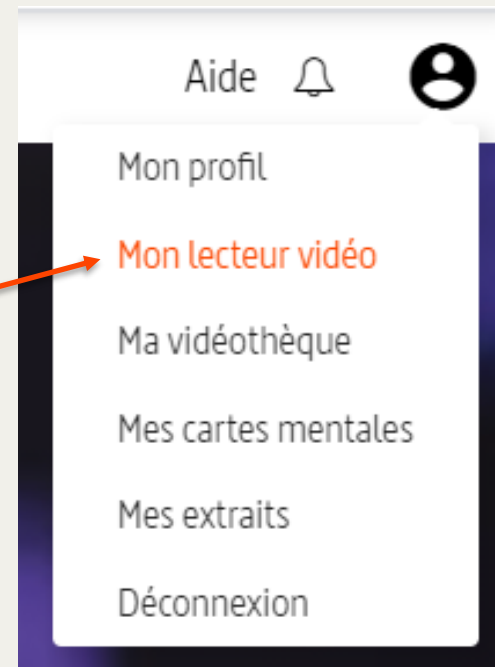 Aide
Mon profil
Mon lecteur vidéo
Ma vidéothèque
Mes cartes mentales
Mes extraits
Déconnexion